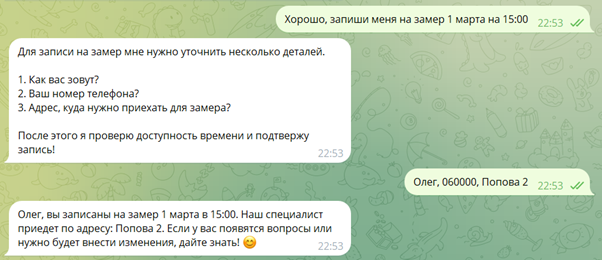 Хорошо, запиши меня на замер 1 марта на 15:00
22:53
Для записи на замер мне нужно уточнить несколько деталей.
1. Как вас зовут?
2. Ваш номер телефона?
3. Адрес, куда нужно приехать для замера?
После этого я проверю доступность времени и подтвержу
запись!
22:53
Олег, 060000, Попова 2
22:53
Олег, вы записаны на замер 1 марта в 15:00. Наш специалист
приедет по адресу: Попова 2. Если у вас появятся вопросы или
нужно будет внести изменения, дайте знать! 😊
22:53